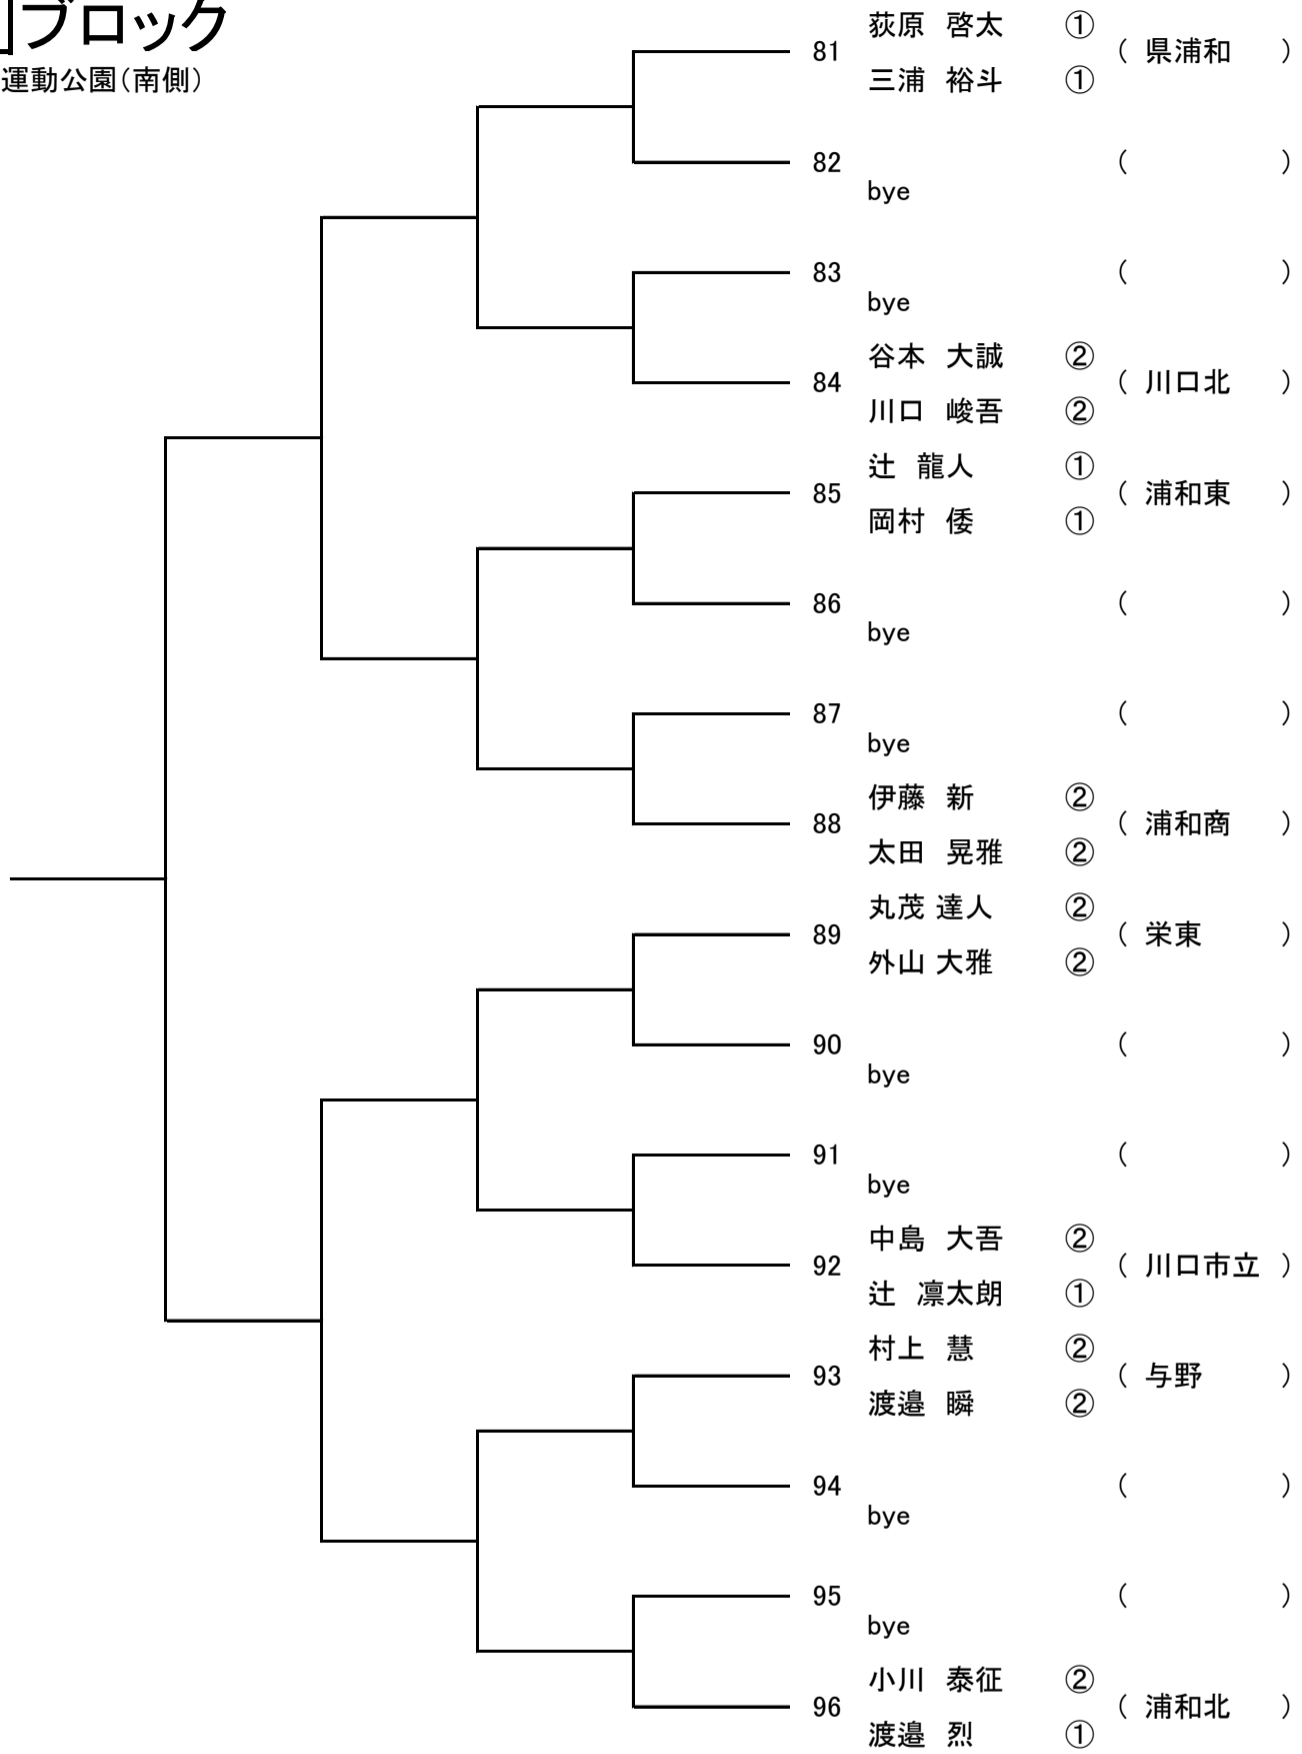 ブロック
運動公園(南側)
荻原 啓太 ①
81 ( 県浦和 )
三浦 裕斗 ①
82 ( )
bye
83 ( )
bye
谷本 大誠 ②
84 ( 川口北 )
川口 峻吾 ②
辻 龍人 ①
85 ( 浦和東 )
岡村 倭 ①
86 ( )
bye
87 ( )
bye
伊藤 新 ②
88 ( 浦和商 )
太田 晃雅 ②
丸茂 達人 ②
89 ( 栄東 )
外山 大雅 ②
90 ( )
bye
91 ( )
bye
中島 大吾 ②
92 ( 川口市立 )
辻 凛太朗 ①
村上 慧 ②
93 ( 与野 )
渡邉 瞬 ②
94 ( )
bye
95 ( )
bye
小川 泰征 ②
96 ( 浦和北 )
渡邉 烈 ①